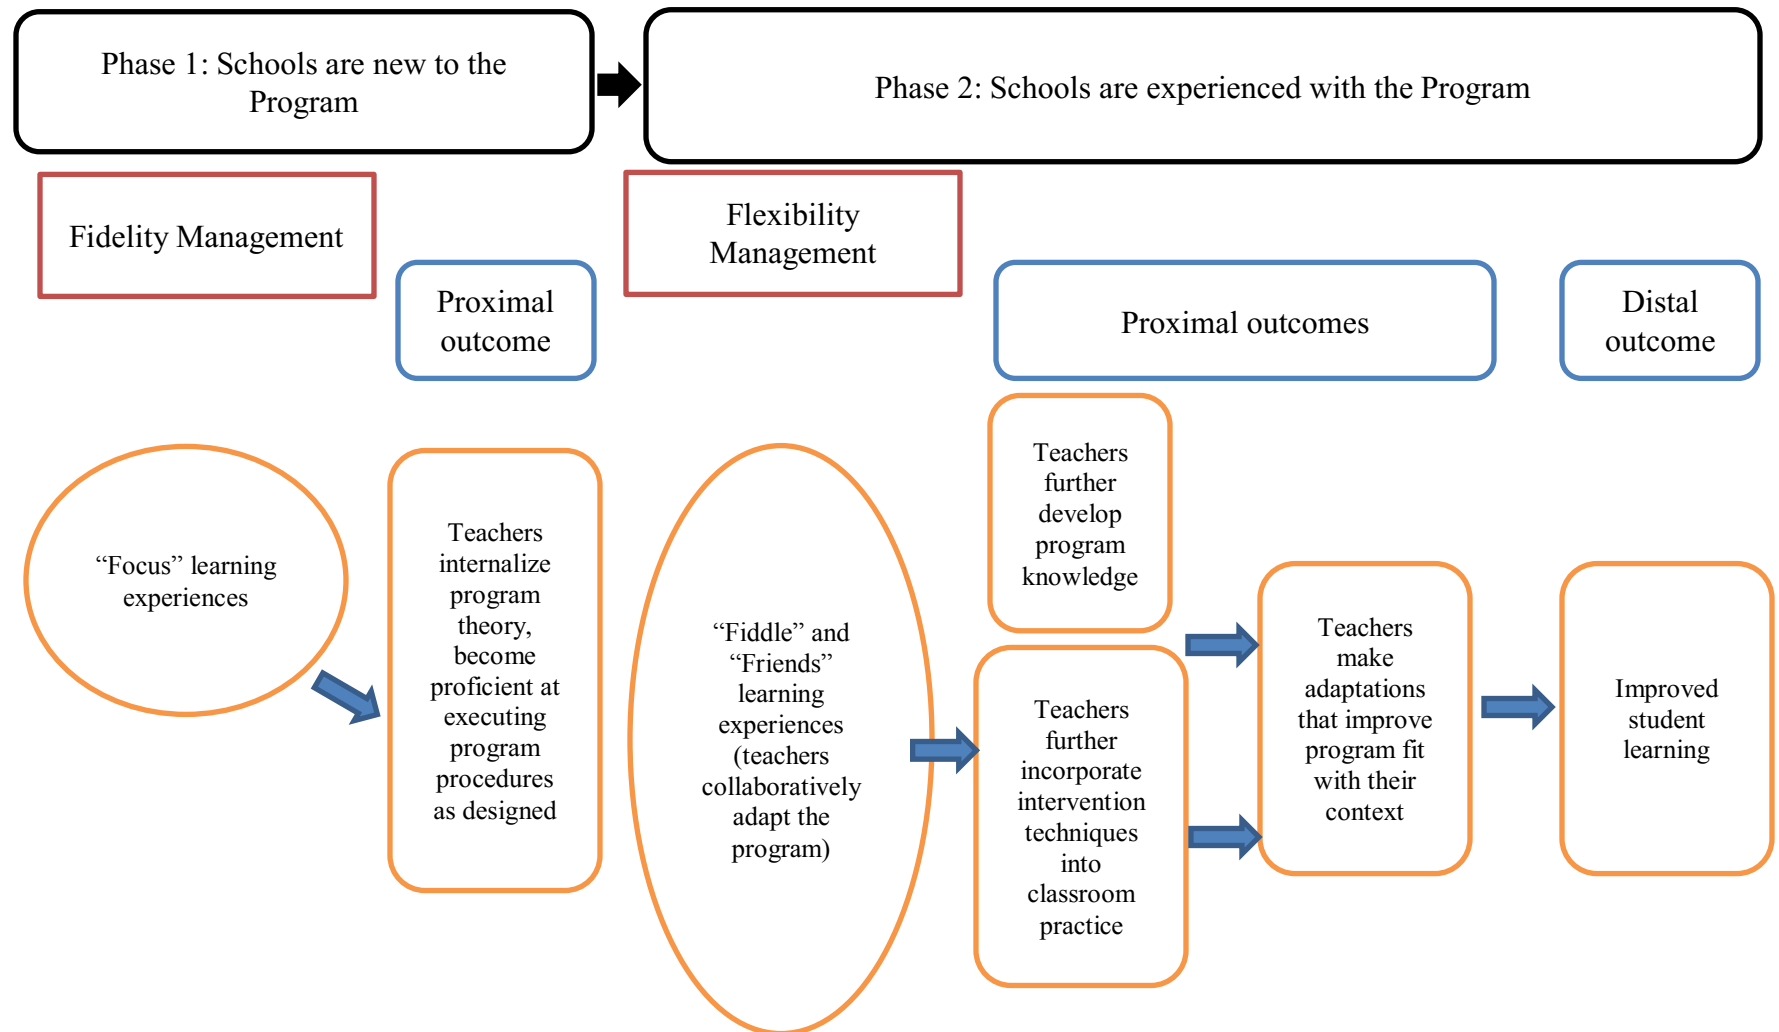 Phase 1: Schools are new to the
Program
Phase 2: Schools are experienced with the Program
Fidelity Management
Flexibility
Management
Proximal
outcome
Proximal outcomes
Distal
outcome
“Focus” learning
experiences
Teachers
internalize
program
theory,
become
proficient at
executing
program
procedures
as designed
“Fiddle” and
“Friends”
learning
experiences
(teachers
collaboratively
adapt the
program)
Teachers
further
develop
program
knowledge
Teachers
further
incorporate
intervention
techniques
into
classroom
practice
Teachers
make
adaptations
that improve
program fit
with their
context
Improved
student
learning